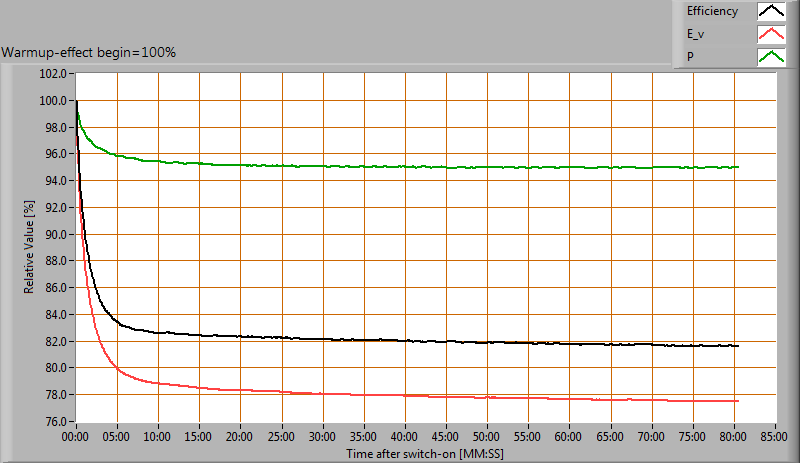 Efficiency
E_v
P
Warmup-effect begin=100%
102.0
100.0
98.0
96.0
94.0
92.0
90.0
88.0
86.0
84.0
82.0
80.0
78.0
76.0
Relative Value [%]
00:00 05:00 10:00 15:00 20:00 25:00 30:00 35:00 40:00 45:00 50:00 55:00 60:00 65:00 70:00 75:00 80:00 85:00
Time after switch-on [MM:SS]